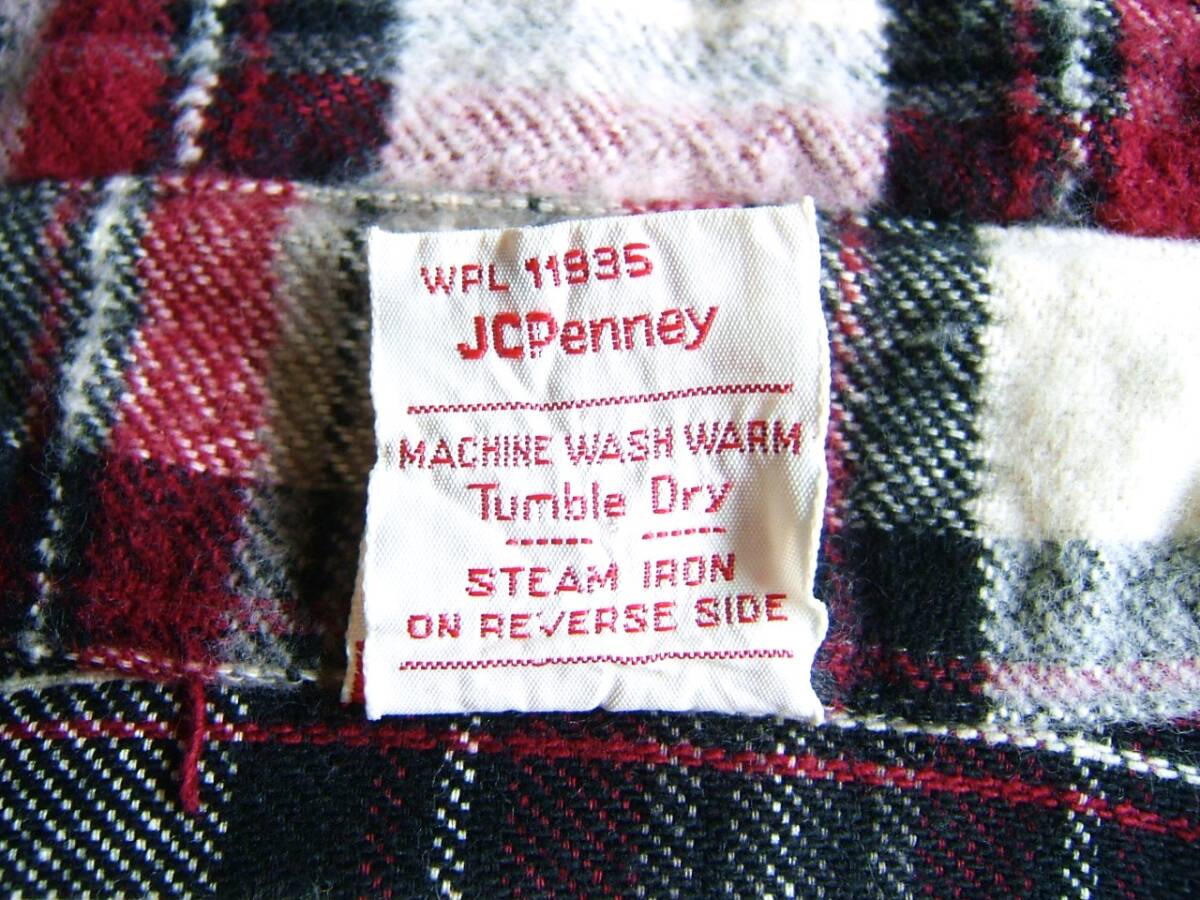 WPL 11935
JCPenney
MACHINE WASH WARM
Tumble Dry
STEAM IRON
ON REVERSE SIDE